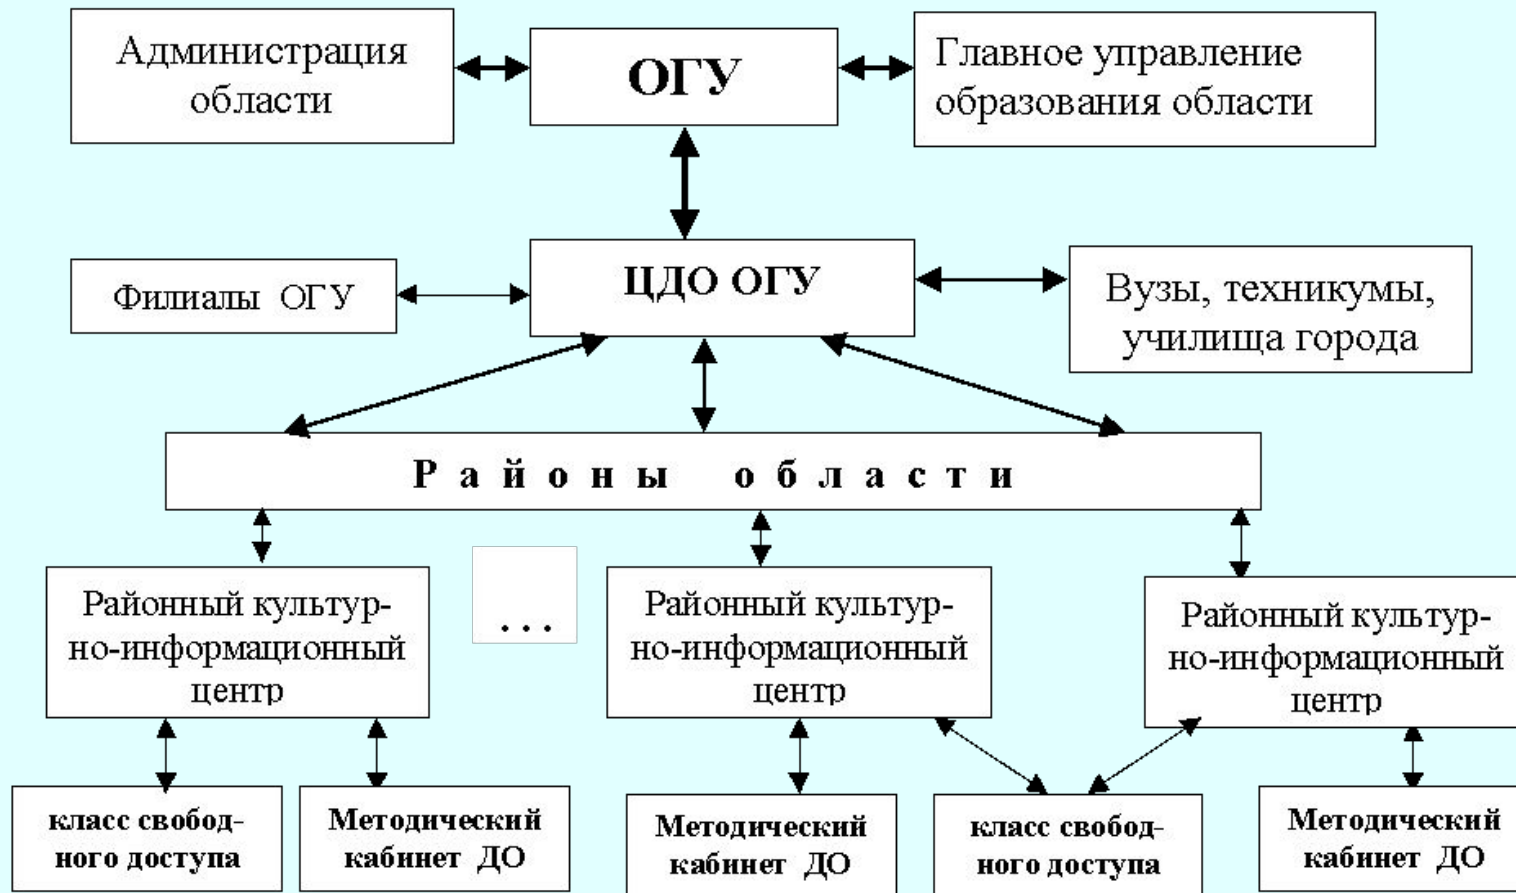 Администрация
области
ОГУ
Главное управление
образования области
Филиалы ОГУ
ЦДО ОГУ
Вузы, техникумы,
училища города
Районы области
Районный культур-
но-информационный
центр
...
Районный культур-
но-информационный
центр
Районный культур-
но-информационный
центр
класс свобод-
ного доступа
Методический
кабинет ДО
Методический
кабинет ДО
класс свобод-
ного доступа
Методический
кабинет ДО